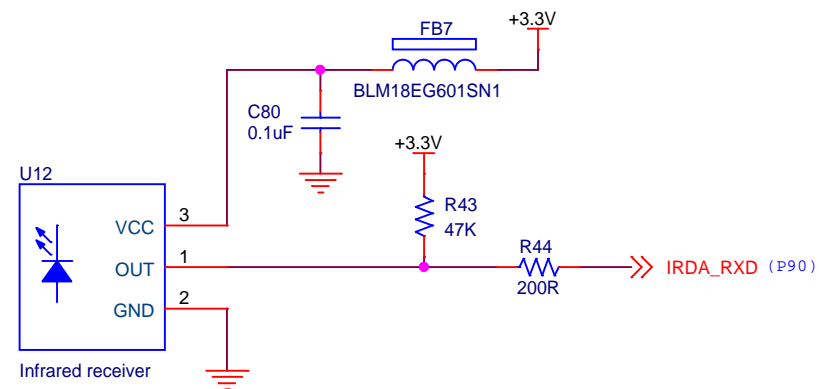 +3.3V
FB7
BLM18EG601SN1
C80
0.1uF
+3.3V
U12
R43
47K
VCC
3
R44
OUT
1
IRDA_RXD (P90)
200R
GND
2
Infrared receiver